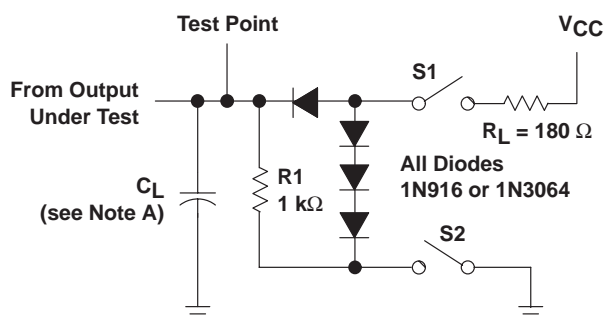 Test Point
VCC
From Output
Under Test
S1
RL = 180 Ω
CL
(see Note A)
R1
1 kΩ
All Diodes
1N916 or 1N3064
S2